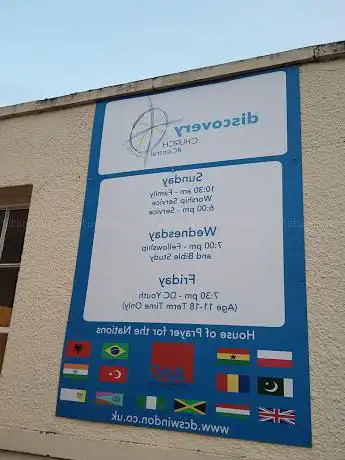 discovery
CHURCH
#Central
Sunday
10:30 am - Family
Worship Service
6:00 pm - Service
Wednesday
7:00 pm - Fellowship
and Bible Study
Friday
7:30 pm - DC Youth
(Age 11-18 Term Time Only)
House of Prayer for the Nations
AoG
www.dcswindon.co.uk